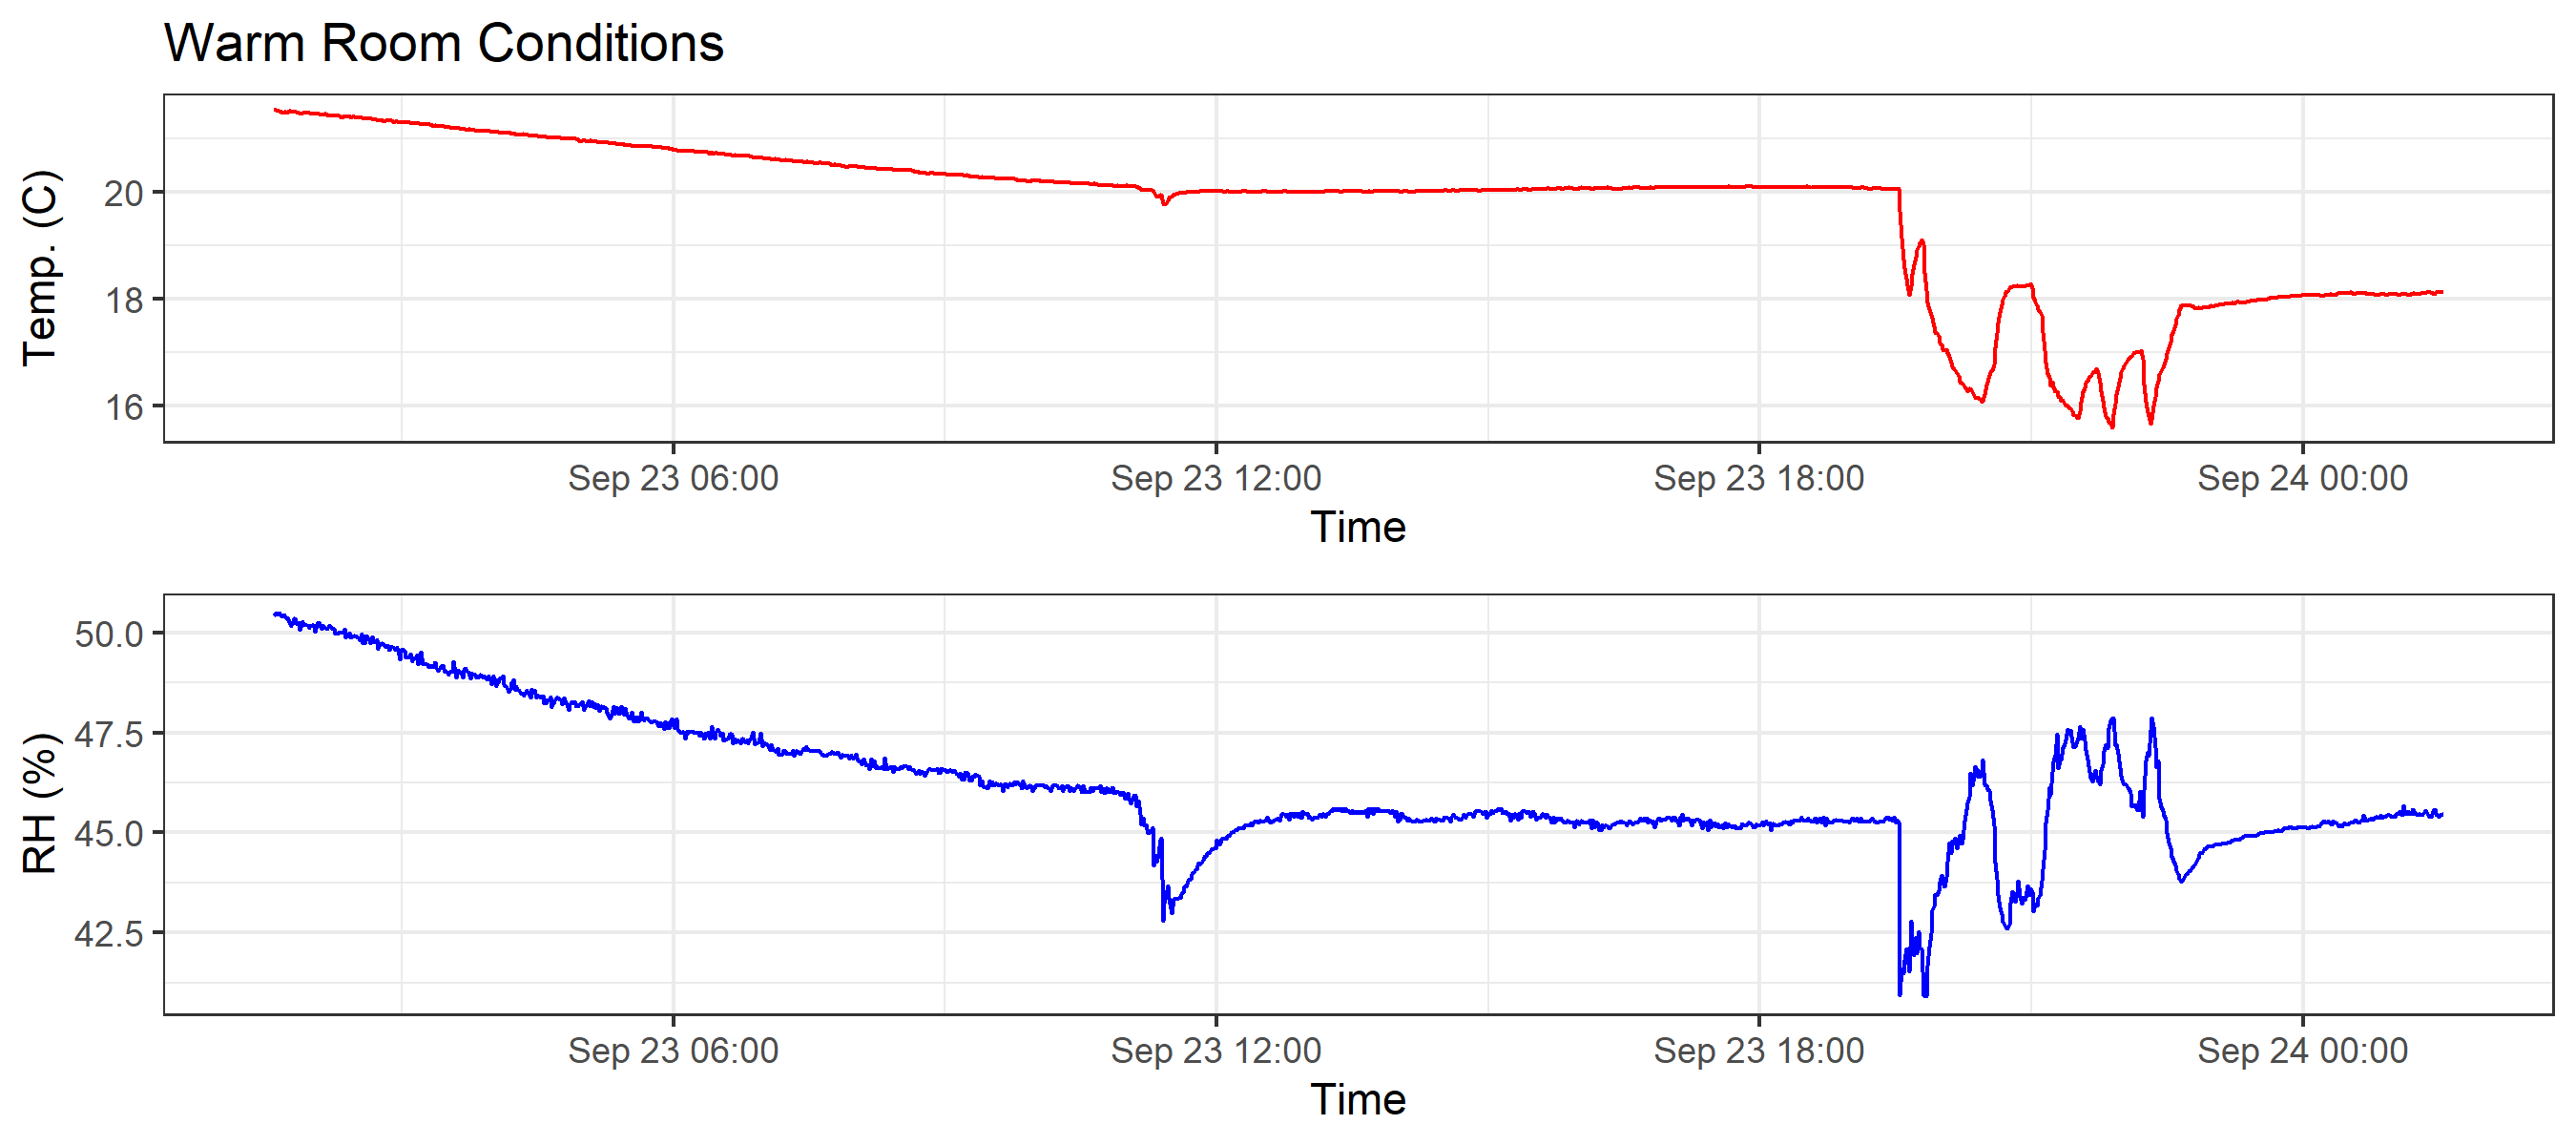 Warm Room Conditions
Temp. (C)
20
18
16
Sep 23 06:00 Sep 23 12:00 Sep 23 18:00 Sep 24 00:00
Time
RH (%)
50.0
47.5
45.0
42.5
Sep 23 06:00 Sep 23 12:00 Sep 23 18:00 Sep 24 00:00
Time